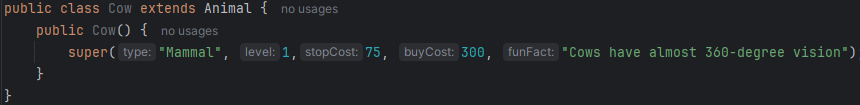 public class Cow extends Animal {  no usages
public Cow() {  no usages
super( type: "Mammal",  level: 1, stopCost: 75,  buyCost: 300,  funFact: "Cows have almost 360-degree vision")
}
}